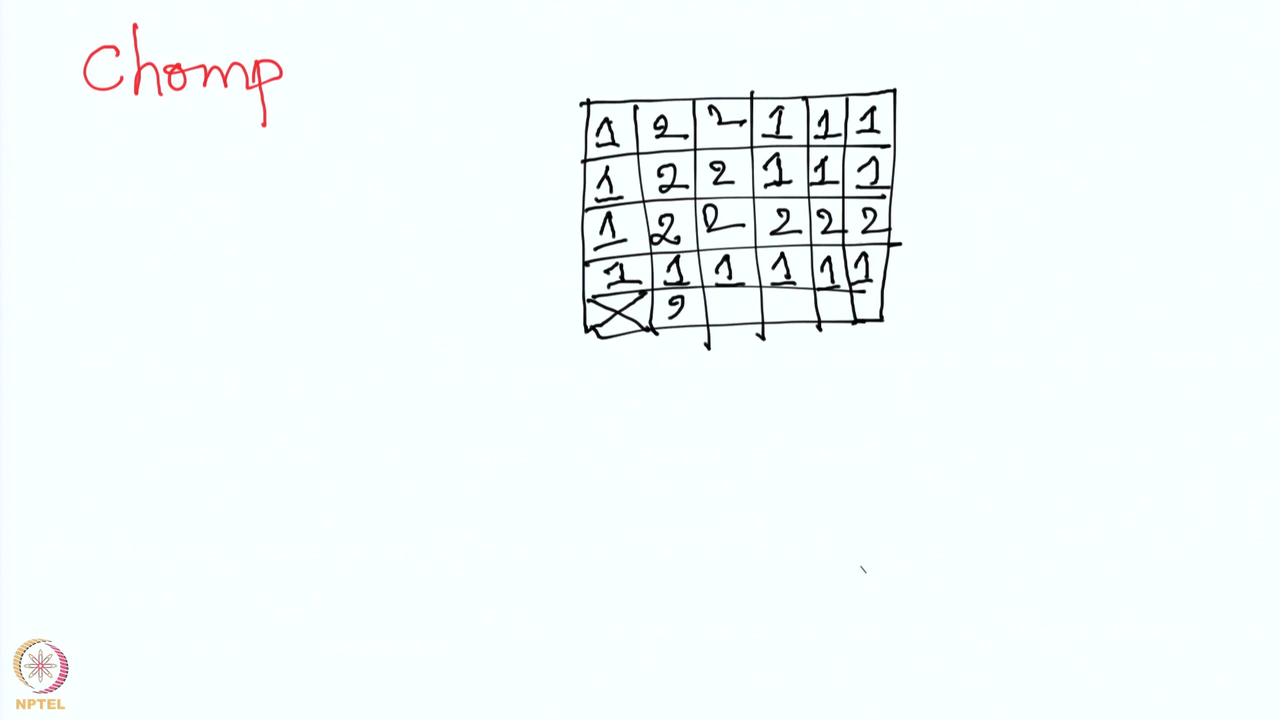 Chomp
1 2 2 1 1 1
1 2 2 1 1 1
1 2 2 2 2 2
1 1 1 1 1 1
2
NPTEL